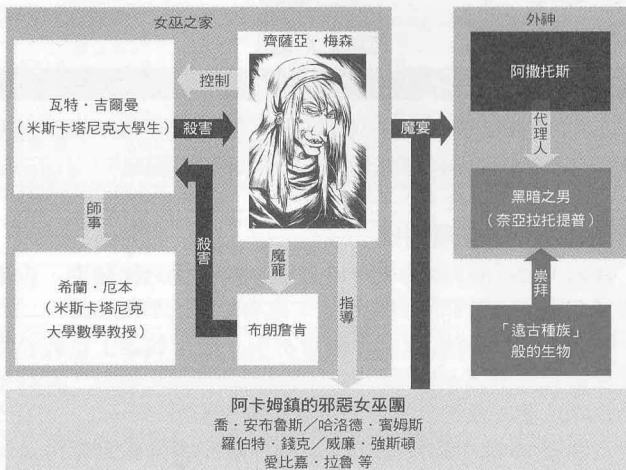 女巫之家
齊薩亞・梅森
控制
瓦特・吉爾曼
（米斯卡塔尼克大學生）
殺害
師事
希蘭・厄本
（米斯卡塔尼克
大學數學教授）
殺害
魔寵
布朗詹肯
指導
魔宴
外神
阿撒托斯
代理人
黑暗之男
（奈亞拉托提普）
崇拜
「遠古種族」
般的生物
阿卡姆鎮的邪惡女巫團
喬・安布魯斯／哈洛德・賓姆斯
羅伯特・錢克／威廉・強斯頓
愛比嘉・拉魯 等